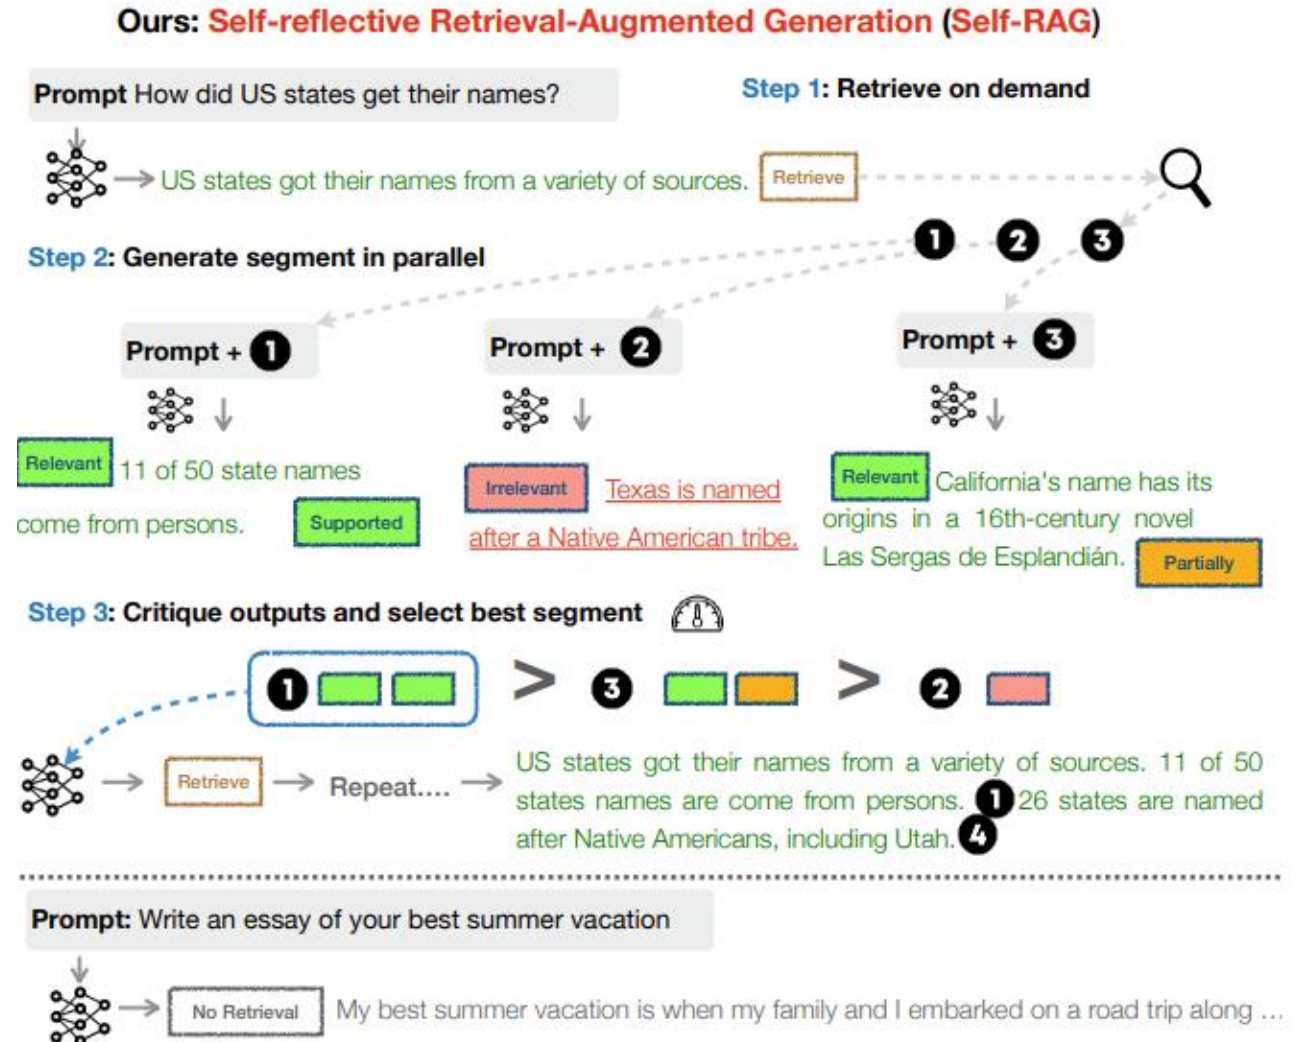 Ours: Self-reflective Retrieval-Augmented Generation (Self-RAG)
Prompt How did US states get their names?
Step 1: Retrieve on demand
US states got their names from a variety of sources. Retrieve
1 2 3
Step 2: Generate segment in parallel
Prompt + 1
Prompt + 2
Prompt + 3
Relevant 11 of 50 state names
come from persons. Supported
Irrelevant Texas is named
after a Native American tribe.
Relevant California's name has its
origins in a 16th-century novel
Las Sergas de Esplandián. Partially
Step 3: Critique outputs and select best segment
1 > 3 > 2
Retrieve Repeat....
US states got their names from a variety of sources. 11 of 50
states names are come from persons. 1 26 states are named
after Native Americans, including Utah. 4
Prompt: Write an essay of your best summer vacation
No Retrieval My best summer vacation is when my family and I embarked on a road trip along ...